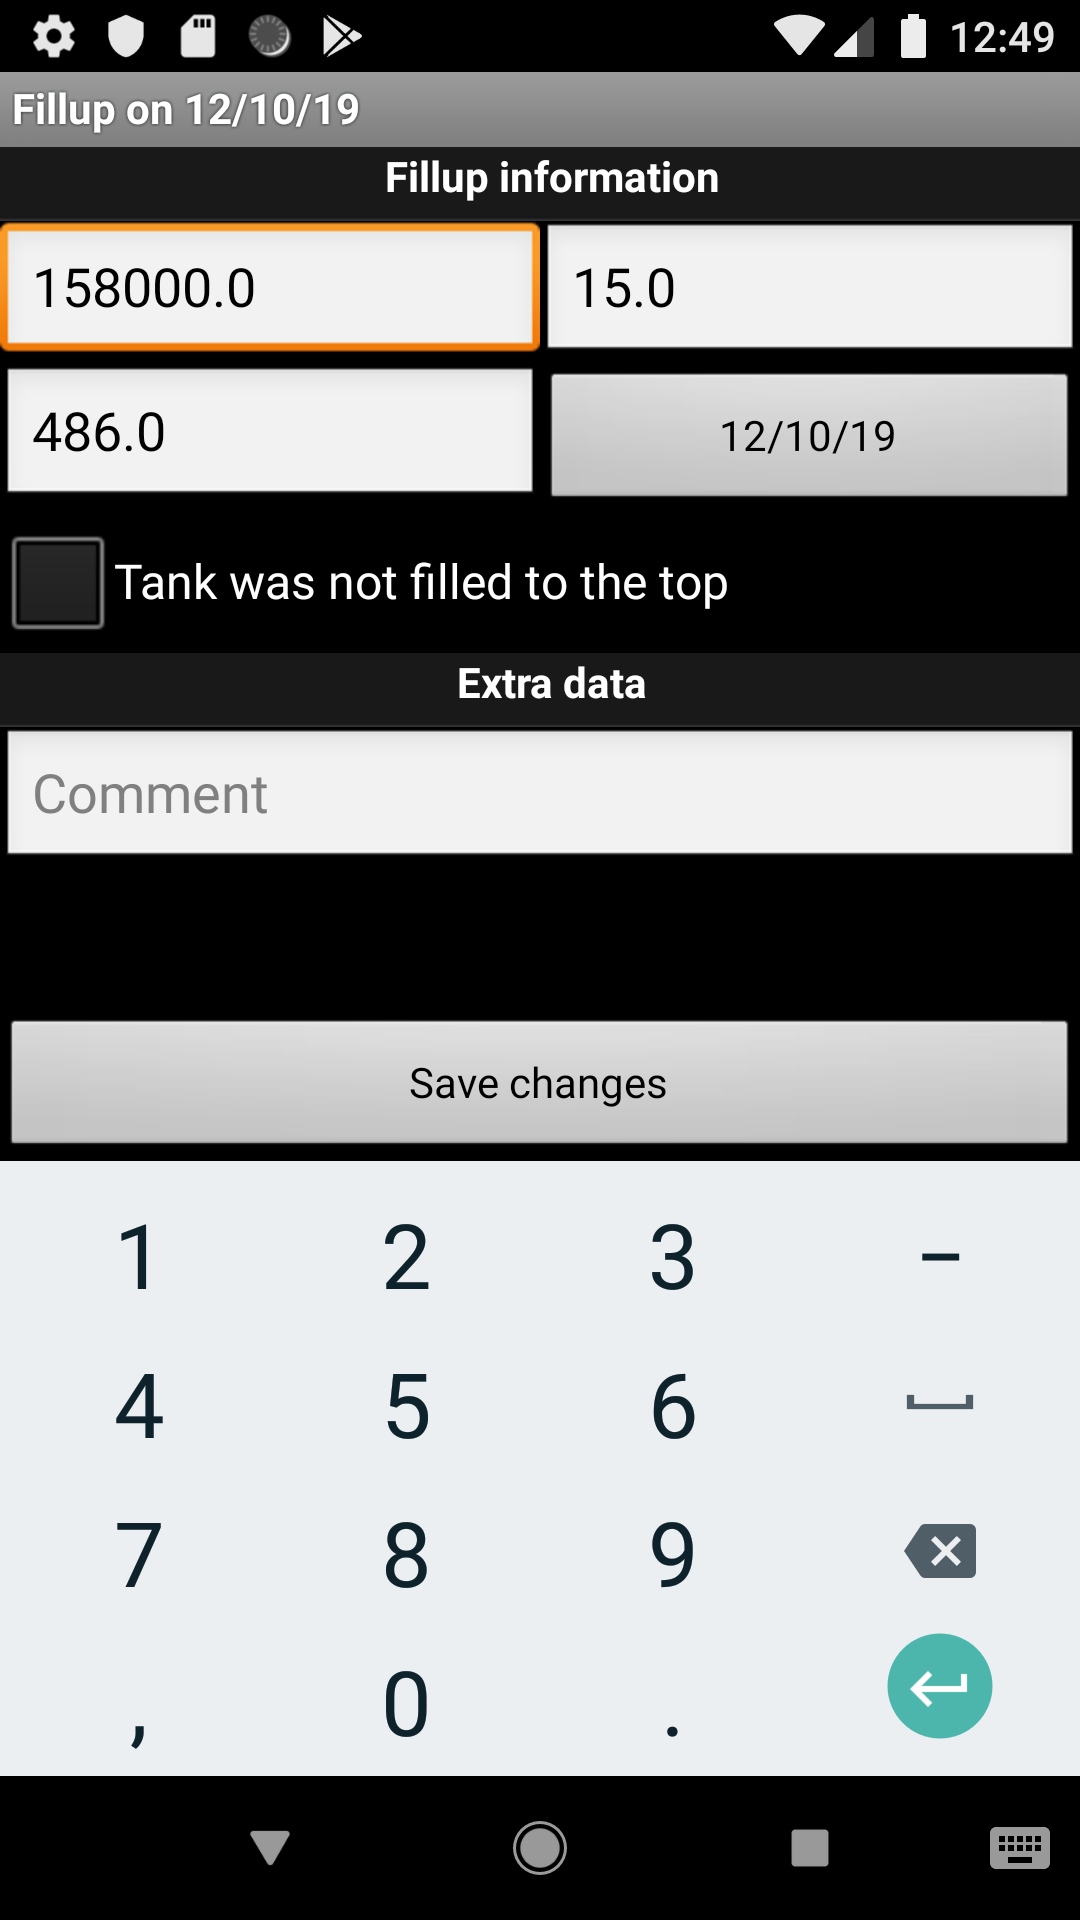 12:49
Fillup on 12/10/19
Fillup information
158000.0 15.0
486.0 12/10/19
Tank was not filled to the top
Extra data
Comment
Save changes
1 2 3 –
4 5 6
7 8 9
, 0 .